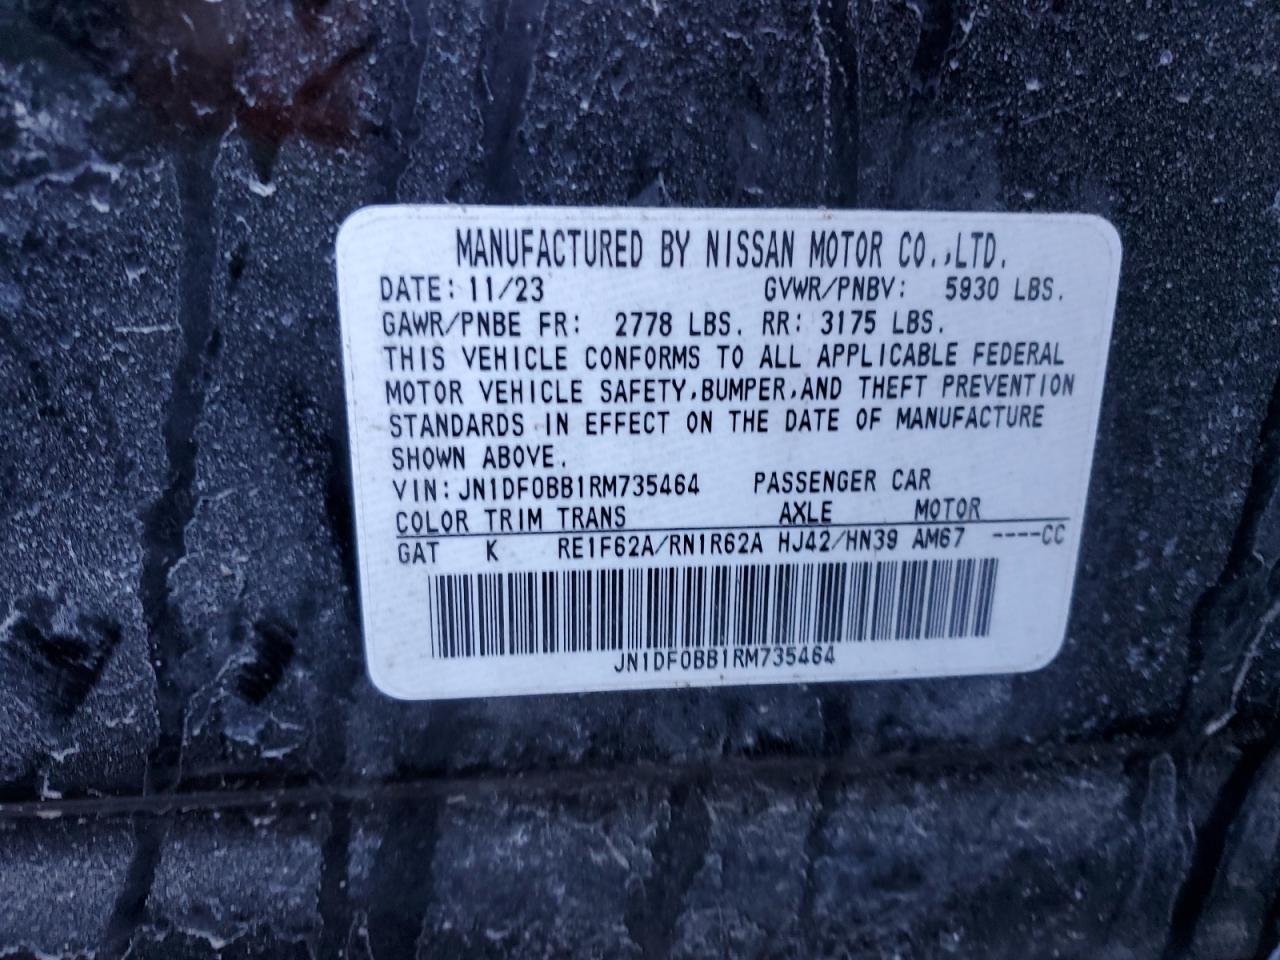 MANUFACTURED BY NISSAN MOTOR CO.,LTD.
DATE: 11/23 GVWR/PNBV: 5930 LBS.
GAWR/PNBE FR: 2778 LBS. RR: 3175 LBS.
THIS VEHICLE CONFORMS TO ALL APPLICABLE FEDERAL
MOTOR VEHICLE SAFETY,BUMPER,AND THEFT PREVENTION
STANDARDS IN EFFECT ON THE DATE OF MANUFACTURE
SHOWN ABOVE.
VIN:JN1DF0BB1RM735464 PASSENGER CAR
COLOR TRIM TRANS AXLE MOTOR
GAT K RE1F62A/RN1R62A HJ42/HN39 AM67 ----CC
JN1DF0BB1RM735464